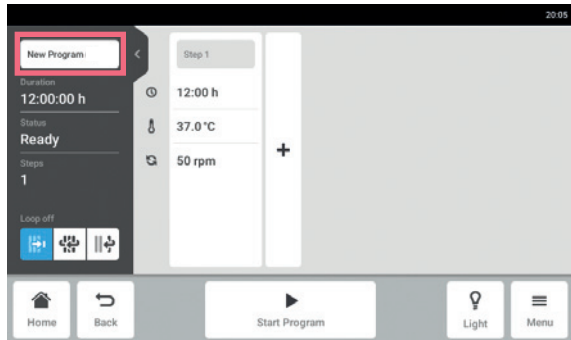 20:05
New Program
Duration
12:00:00 h
Status
Ready
Steps
1
Loop off
Step 1
12:00 h
37.0°C
50 rpm
+
Home
Back
Start Program
Light
Menu